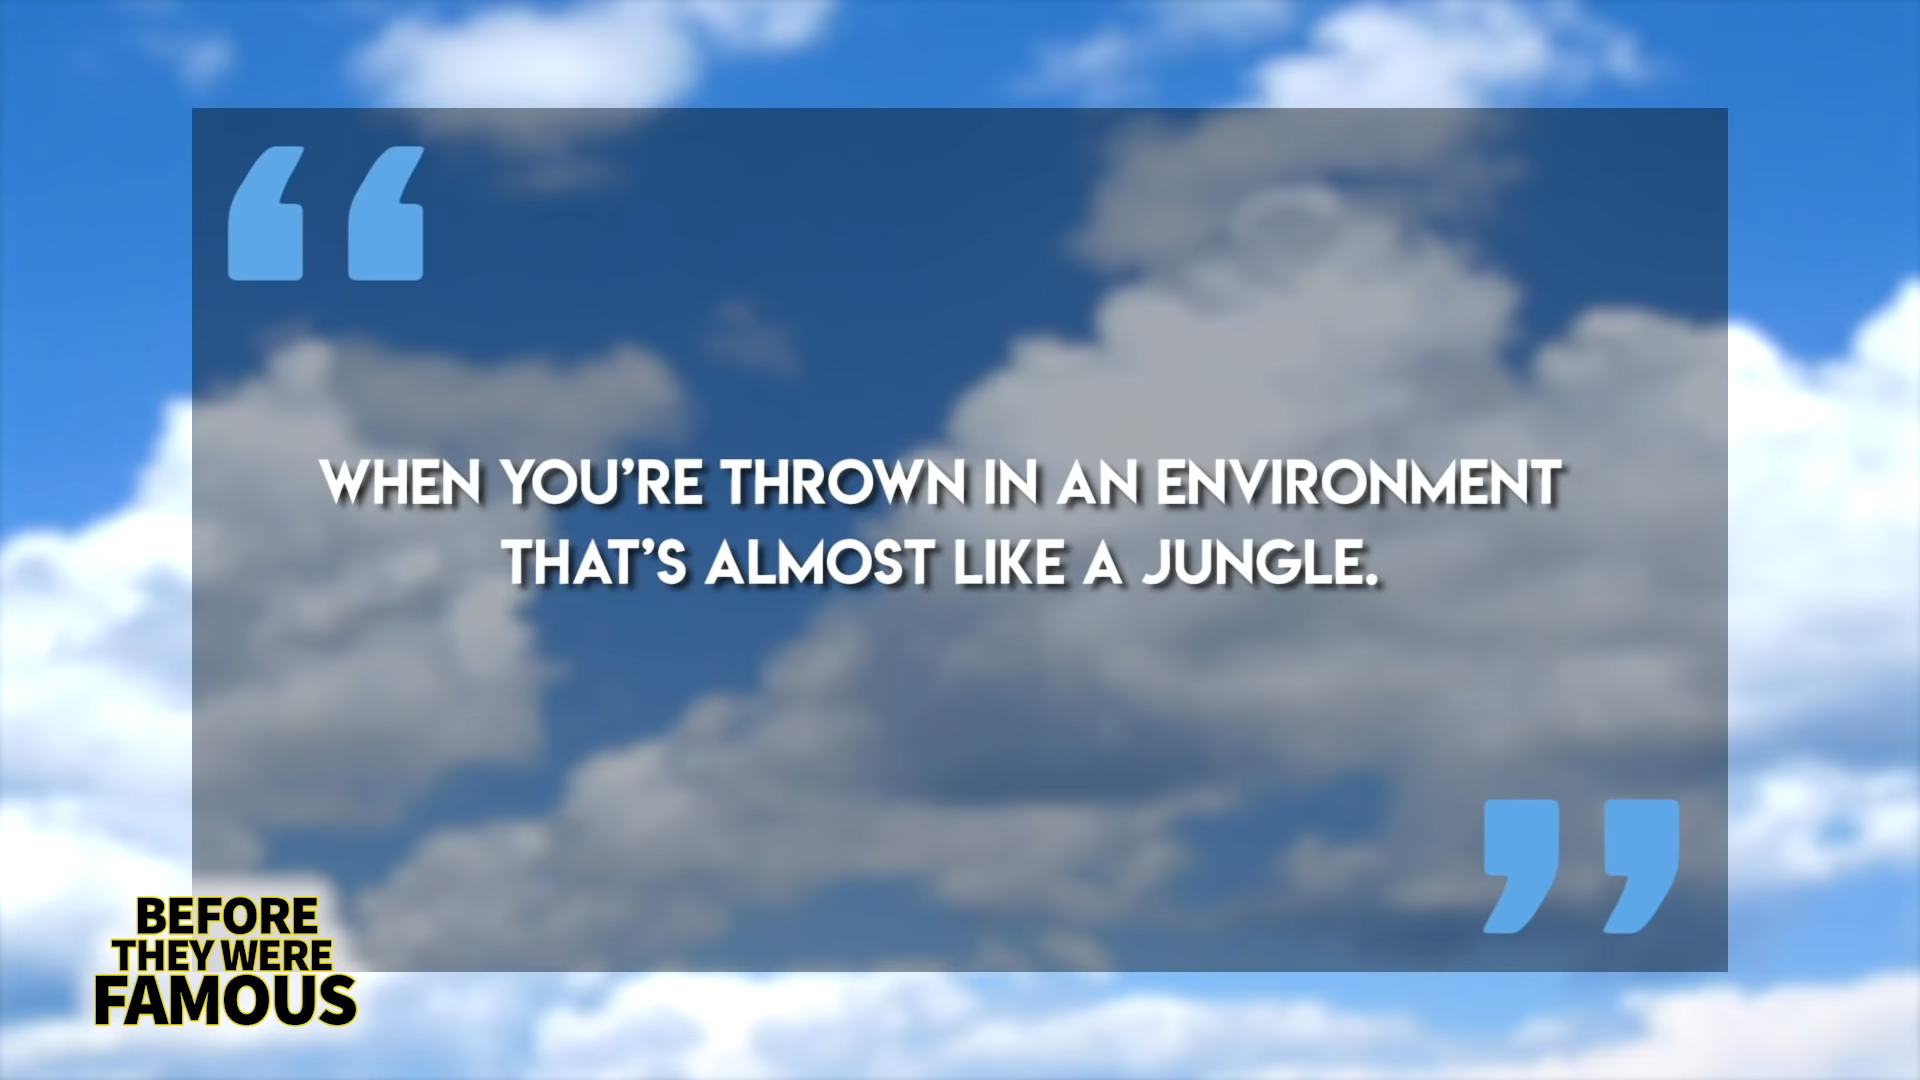 WHEN YOU’RE THROWN IN AN ENVIRONMENT
THAT’S ALMOST LIKE A JUNGLE.
BEFORE
THEY WERE
FAMOUS